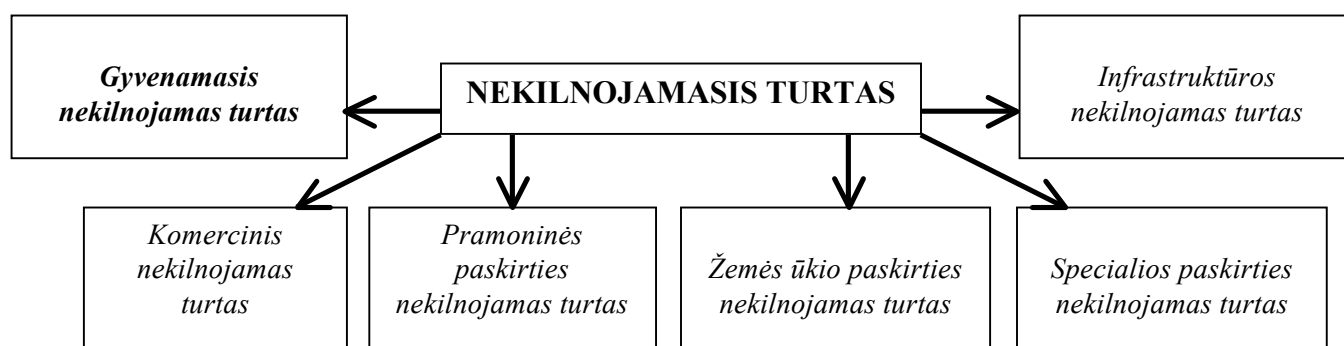 Gyvenamasis
nekilnojamas turtas
NEKILNOJAMASIS TURTAS
Infrastruktūros
nekilnojamas turtas
Komercinis
nekilnojamas
turtas
Pramoninės
paskirties
nekilnojamas turtas
Žemės ūkio paskirties
nekilnojamas turtas
Specialios paskirties
nekilnojamas turtas